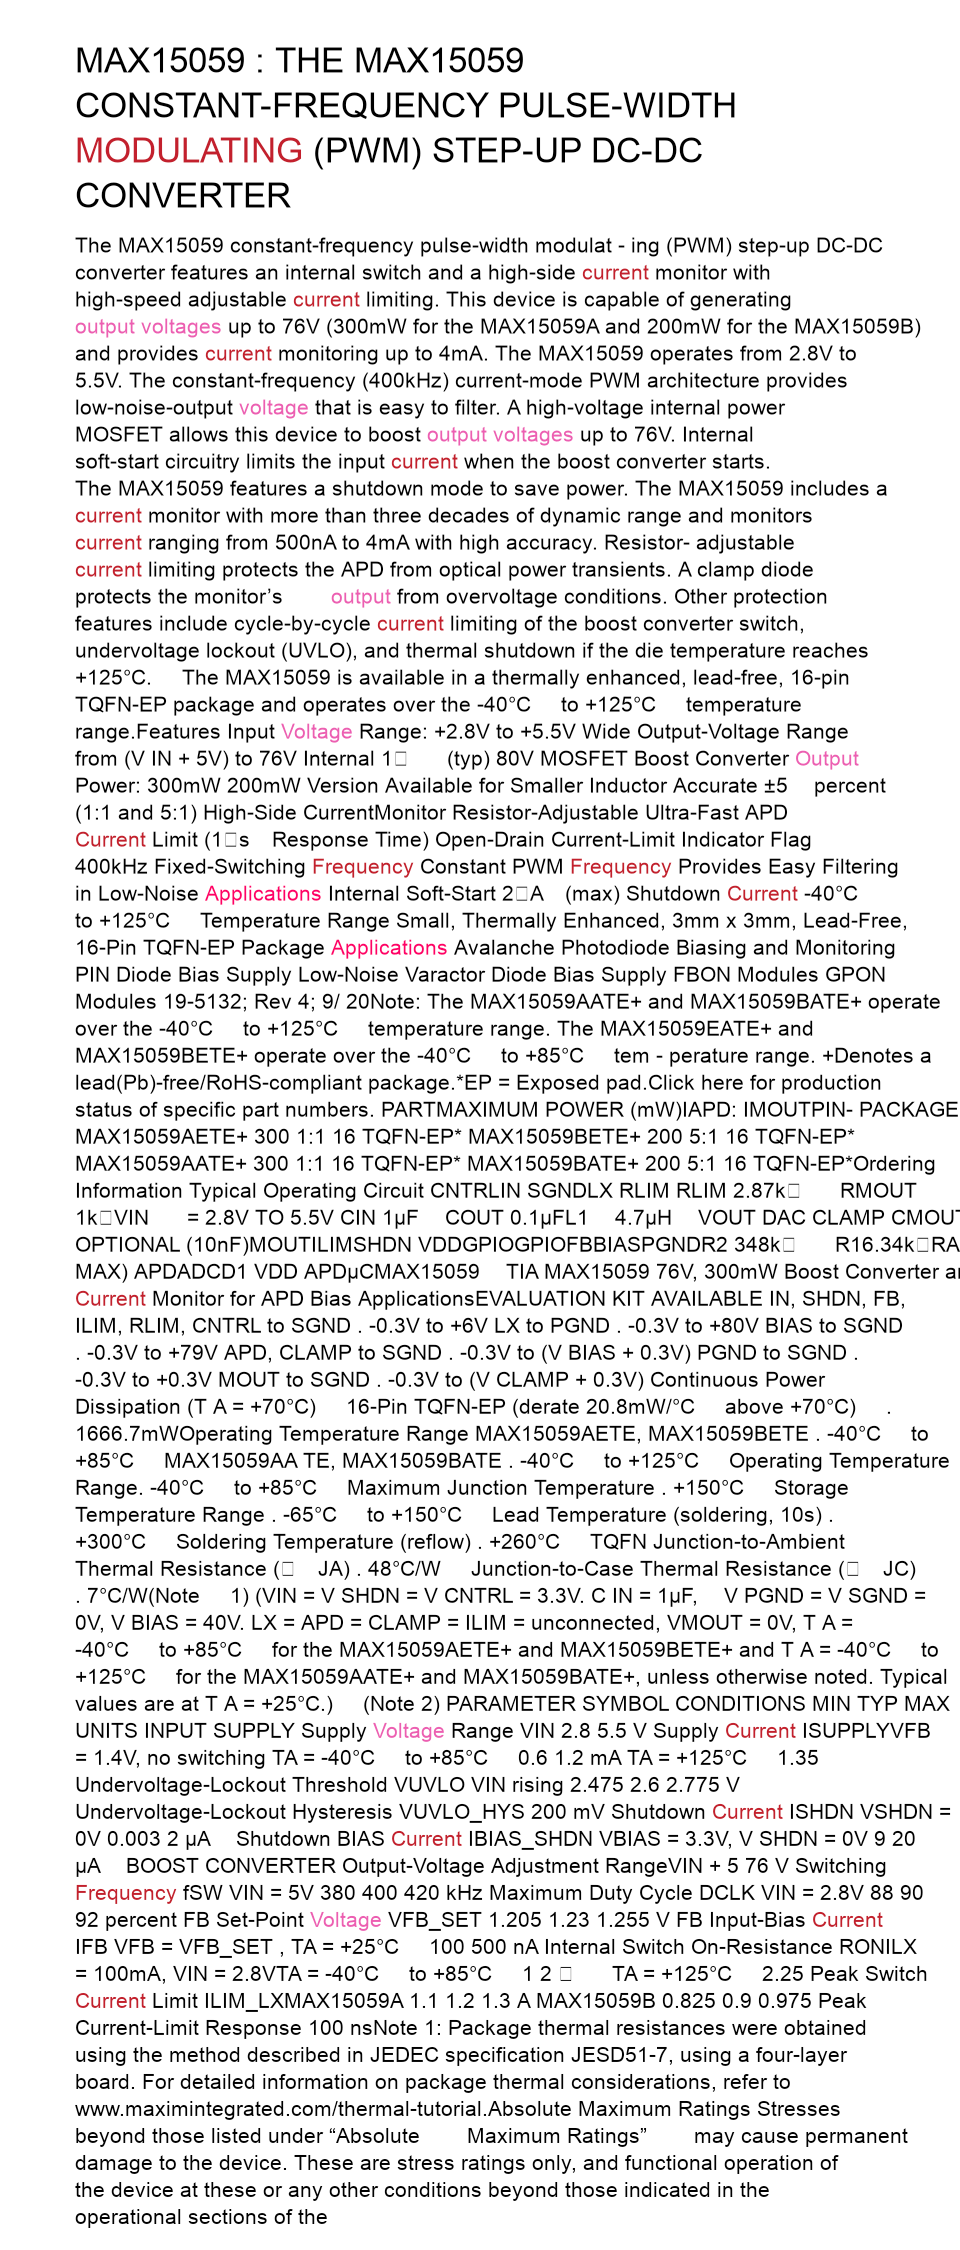 MAX15059 : THE MAX15059
CONSTANT-FREQUENCY PULSE-WIDTH
MODULATING (PWM) STEP-UP DC-DC
CONVERTER
The MAX15059 constant-frequency pulse-width modulat - ing (PWM) step-up DC-DC
converter features an internal switch and a high-side current monitor with
high-speed adjustable current limiting. This device is capable of generating
output voltages up to 76V (300mW for the MAX15059A and 200mW for the MAX15059B)
and provides current monitoring up to 4mA. The MAX15059 operates from 2.8V to
5.5V. The constant-frequency (400kHz) current-mode PWM architecture provides
low-noise-output voltage that is easy to filter. A high-voltage internal power
MOSFET allows this device to boost output voltages up to 76V. Internal
soft-start circuitry limits the input current when the boost converter starts.
The MAX15059 features a shutdown mode to save power. The MAX15059 includes a
current monitor with more than three decades of dynamic range and monitors
current ranging from 500nA to 4mA with high accuracy. Resistor- adjustable
current limiting protects the APD from optical power transients. A clamp diode
protects the monitor’s output from overvoltage conditions. Other protection
features include cycle-by-cycle current limiting of the boost converter switch,
undervoltage lockout (UVLO), and thermal shutdown if the die temperature reaches
+125°C. The MAX15059 is available in a thermally enhanced, lead-free, 16-pin
TQFN-EP package and operates over the -40°C to +125°C temperature
range.Features Input Voltage Range: +2.8V to +5.5V Wide Output-Voltage Range
from (V IN + 5V) to 76V Internal 1□ (typ) 80V MOSFET Boost Converter Output
Power: 300mW 200mW Version Available for Smaller Inductor Accurate ±5 percent
(1:1 and 5:1) High-Side CurrentMonitor Resistor-Adjustable Ultra-Fast APD
Current Limit (1□s Response Time) Open-Drain Current-Limit Indicator Flag
400kHz Fixed-Switching Frequency Constant PWM Frequency Provides Easy Filtering
in Low-Noise Applications Internal Soft-Start 2□A (max) Shutdown Current -40°C
to +125°C Temperature Range Small, Thermally Enhanced, 3mm x 3mm, Lead-Free,
16-Pin TQFN-EP Package Applications Avalanche Photodiode Biasing and Monitoring
PIN Diode Bias Supply Low-Noise Varactor Diode Bias Supply FBON Modules GPON
Modules 19-5132; Rev 4; 9/ 20Note: The MAX15059AATE+ and MAX15059BATE+ operate
over the -40°C to +125°C temperature range. The MAX15059EATE+ and
MAX15059BETE+ operate over the -40°C to +85°C tem - perature range. +Denotes a
lead(Pb)-free/RoHS-compliant package.*EP = Exposed pad.Click here for production
status of specific part numbers. PARTMAXIMUM POWER (mW)IAPD: IMOUTPIN- PACKAGE
MAX15059AETE+ 300 1:1 16 TQFN-EP* MAX15059BETE+ 200 5:1 16 TQFN-EP*
MAX15059AATE+ 300 1:1 16 TQFN-EP* MAX15059BATE+ 200 5:1 16 TQFN-EP*Ordering
Information Typical Operating Circuit CNTRLIN SGNDLX RLIM RLIM 2.87k□ RMOUT
1k□VIN = 2.8V TO 5.5V CIN 1µF COUT 0.1µFL1 4.7µH VOUT DAC CLAMP CMOUT
OPTIONAL (10nF)MOUTILIMSHDN VDDGPIOGPIOFBBIASPGNDR2 348k□ R16.34k□RA
MAX) APDADCD1 VDD APDµCMAX15059 TIA MAX15059 76V, 300mW Boost Converter an
Current Monitor for APD Bias ApplicationsEVALUATION KIT AVAILABLE IN, SHDN, FB,
ILIM, RLIM, CNTRL to SGND . -0.3V to +6V LX to PGND . -0.3V to +80V BIAS to SGND
. -0.3V to +79V APD, CLAMP to SGND . -0.3V to (V BIAS + 0.3V) PGND to SGND .
-0.3V to +0.3V MOUT to SGND . -0.3V to (V CLAMP + 0.3V) Continuous Power
Dissipation (T A = +70°C) 16-Pin TQFN-EP (derate 20.8mW/°C above +70°C) .
1666.7mWOperating Temperature Range MAX15059AETE, MAX15059BETE . -40°C to
+85°C MAX15059AA TE, MAX15059BATE . -40°C to +125°C Operating Temperature
Range. -40°C to +85°C Maximum Junction Temperature . +150°C Storage
Temperature Range . -65°C to +150°C Lead Temperature (soldering, 10s) .
+300°C Soldering Temperature (reflow) . +260°C TQFN Junction-to-Ambient
Thermal Resistance (□ JA) . 48°C/W Junction-to-Case Thermal Resistance (□ JC)
. 7°C/W(Note 1) (VIN = V SHDN = V CNTRL = 3.3V. C IN = 1µF, V PGND = V SGND =
0V, V BIAS = 40V. LX = APD = CLAMP = ILIM = unconnected, VMOUT = 0V, T A =
-40°C to +85°C for the MAX15059AETE+ and MAX15059BETE+ and T A = -40°C to
+125°C for the MAX15059AATE+ and MAX15059BATE+, unless otherwise noted. Typical
values are at T A = +25°C.) (Note 2) PARAMETER SYMBOL CONDITIONS MIN TYP MAX
UNITS INPUT SUPPLY Supply Voltage Range VIN 2.8 5.5 V Supply Current ISUPPLYVFB
= 1.4V, no switching TA = -40°C to +85°C 0.6 1.2 mA TA = +125°C 1.35
Undervoltage-Lockout Threshold VUVLO VIN rising 2.475 2.6 2.775 V
Undervoltage-Lockout Hysteresis VUVLO_HYS 200 mV Shutdown Current ISHDN VSHDN =
0V 0.003 2 µA Shutdown BIAS Current IBIAS_SHDN VBIAS = 3.3V, V SHDN = 0V 9 20
µA BOOST CONVERTER Output-Voltage Adjustment RangeVIN + 5 76 V Switching
Frequency fSW VIN = 5V 380 400 420 kHz Maximum Duty Cycle DCLK VIN = 2.8V 88 90
92 percent FB Set-Point Voltage VFB_SET 1.205 1.23 1.255 V FB Input-Bias Current
IFB VFB = VFB_SET , TA = +25°C 100 500 nA Internal Switch On-Resistance RONILX
= 100mA, VIN = 2.8VTA = -40°C to +85°C 1 2 □ TA = +125°C 2.25 Peak Switch
Current Limit ILIM_LXMAX15059A 1.1 1.2 1.3 A MAX15059B 0.825 0.9 0.975 Peak
Current-Limit Response 100 nsNote 1: Package thermal resistances were obtained
using the method described in JEDEC specification JESD51-7, using a four-layer
board. For detailed information on package thermal considerations, refer to
www.maximintegrated.com/thermal-tutorial.Absolute Maximum Ratings Stresses
beyond those listed under “Absolute Maximum Ratings” may cause permanent
damage to the device. These are stress ratings only, and functional operation of
the device at these or any other conditions beyond those indicated in the
operational sections of the